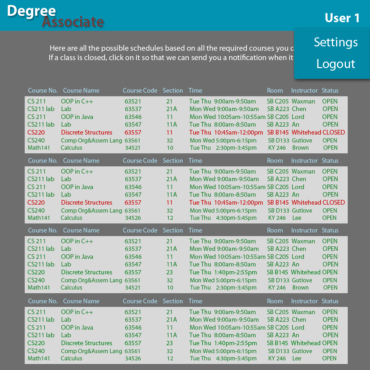 Degree
Associate
User 1
Settings
Logout
Here are all the possible schedules based on all the required courses you
If a class is closed, click on it so that we can send you a notification when it
Course No. Course Name Course Code Section Time Room Instructor Status
CS 211 OOP in C++ 63521 21 Tue Thu 9:00am-9:50am SB C205 Waxman OPEN
CS211 lab Lab 63537 21A Mon Wed 9:00am-9:50am SB A223 Chen OPEN
CS211 OOP in Java 63546 11 Mon Wed 10:05am-10:55am SB C205 Lord OPEN
CS211 lab Lab 63547 11A Tue Thu 8:00am-8:50am SB A223 An OPEN
CS220 Discrete Structures 63557 11 Tue Thu 10:45am-12:00pm SB B145 Whitehead CLOSED
CS240 Comp Org&Assem Lang 63561 32 Mon Wed 5:00pm-6:15pm SB D133 Gutlove OPEN
Math141 Calculus 34521 10 Tue Thu 2:30pm-3:45pm KY 246 Brown OPEN
Course No. Course Name Course Code Section Time Room Instructor Status
CS 211 OOP in C++ 63521 21 Tue Thu 9:00am-9:50am SB C205 Waxman OPEN
CS211 lab Lab 63537 21A Mon Wed 9:00am-9:50am SB A223 Chen OPEN
CS211 OOP in Java 63546 11 Mon Wed 10:05am-10:55am SB C205 Lord OPEN
CS211 lab Lab 63547 11A Tue Thu 8:00am-8:50am SB A223 An OPEN
CS220 Discrete Structures 63557 11 Tue Thu 10:45am-12:00pm SB B145 Whitehead CLOSED
CS240 Comp Org&Assem Lang 63561 32 Mon Wed 5:00pm-6:15pm SB D133 Gutlove OPEN
Math141 Calculus 34526 12 Tue Thu 4:30pm-5:45pm KY 246 Lee OPEN
Course No. Course Name Course Code Section Time Room Instructor Status
CS 211 OOP in C++ 63521 21 Tue Thu 9:00am-9:50am SB C205 Waxman OPEN
CS211 lab Lab 63537 21A Mon Wed 9:00am-9:50am SB A223 Chen OPEN
CS211 OOP in Java 63546 11 Mon Wed 10:05am-10:55am SB C205 Lord OPEN
CS211 lab Lab 63547 11A Tue Thu 8:00am-8:50am SB A223 An OPEN
CS220 Discrete Structures 63557 23 Tue Thu 1:40pm-2:55pm SB B145 Whitehead OPEN
CS240 Comp Org&Assem Lang 63561 32 Mon Wed 5:00pm-6:15pm SB D133 Gutlove OPEN
Math141 Calculus 34521 10 Tue Thu 2:30pm-3:45pm KY 246 Brown OPEN
Course No. Course Name Course Code Section Time Room Instructor Status
CS 211 OOP in C++ 63521 21 Tue Thu 9:00am-9:50am SB C205 Waxman OPEN
CS211 lab Lab 63537 21A Mon Wed 9:00am-9:50am SB A223 Chen OPEN
CS211 OOP in Java 63546 11 Mon Wed 10:05am-10:55am SB C205 Lord OPEN
CS211 lab Lab 63547 11A Tue Thu 8:00am-8:50am SB A223 An OPEN
CS220 Discrete Structures 63557 23 Tue Thu 1:40pm-2:55pm SB B145 Whitehead OPEN
CS240 Comp Org&Assem Lang 63561 32 Mon Wed 5:00pm-6:15pm SB D133 Gutlove OPEN
Math141 Calculus 34526 12 Tue Thu 4:30pm-5:45pm KY 246 Lee OPEN